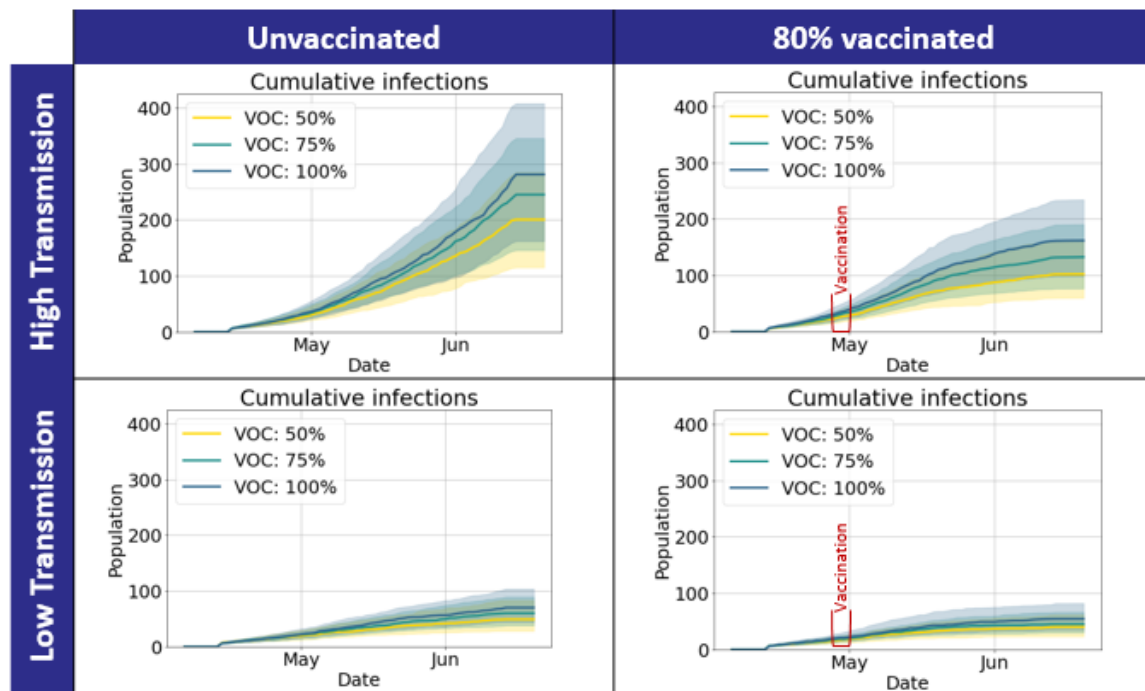 Unvaccinated
80% vaccinated
High Transmission
Cumulative infections
400
300
200
100
0
Population
VOC: 50%
VOC: 75%
VOC: 100%
May
Jun
Date
Cumulative infections
400
300
200
100
0
Population
VOC: 50%
VOC: 75%
VOC: 100%
Vaccination
May
Jun
Date
Low Transmission
Cumulative infections
400
300
200
100
0
Population
VOC: 50%
VOC: 75%
VOC: 100%
May
Jun
Date
Cumulative infections
400
300
200
100
0
Population
VOC: 50%
VOC: 75%
VOC: 100%
Vaccination
May
Jun
Date